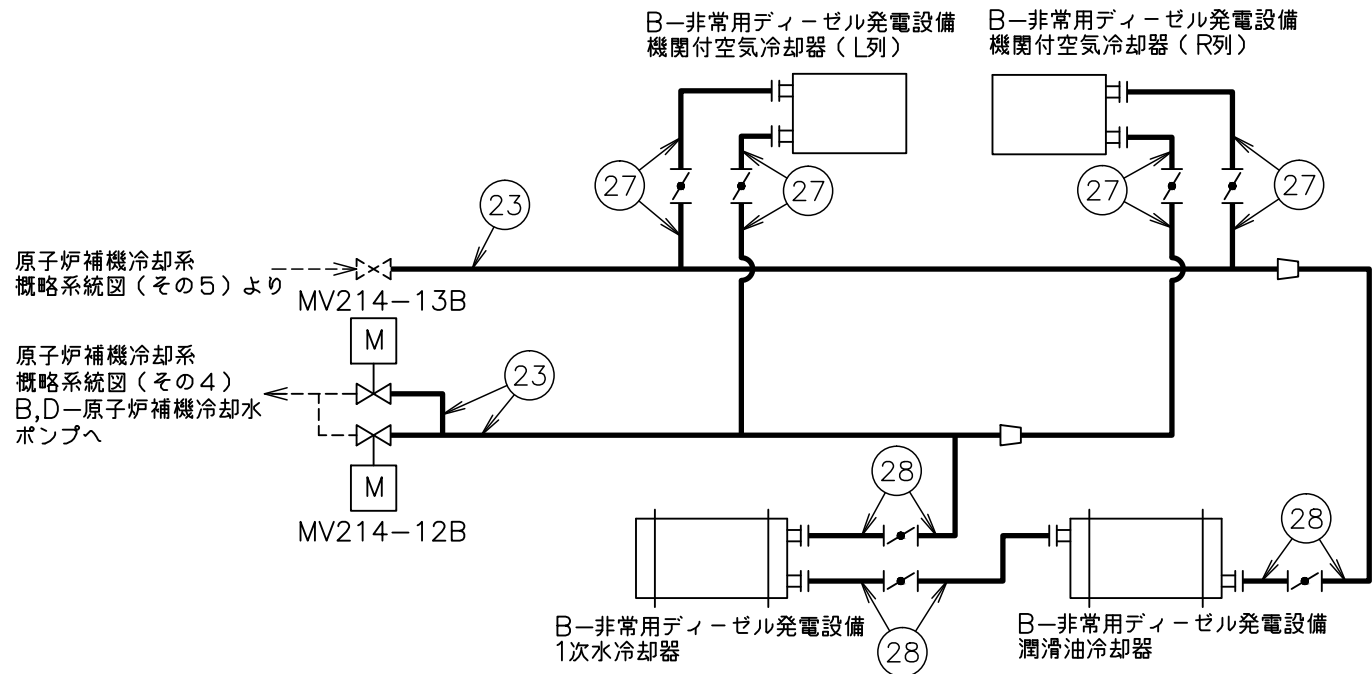 B－非常用ディーゼル発電設備
機関付空気冷却器（L列）
B－非常用ディーゼル発電設備
機関付空気冷却器（R列）
27
27
27
27
23
原子炉補機冷却系
概略系統図（その５）より
MV214-13B
M
原子炉補機冷却系
概略系統図（その４）
B,D－原子炉補機冷却水
ポンプへ
23
M
MV214-12B
28
28
B－非常用ディーゼル発電設備
1次水冷却器
28
B－非常用ディーゼル発電設備
潤滑油冷却器